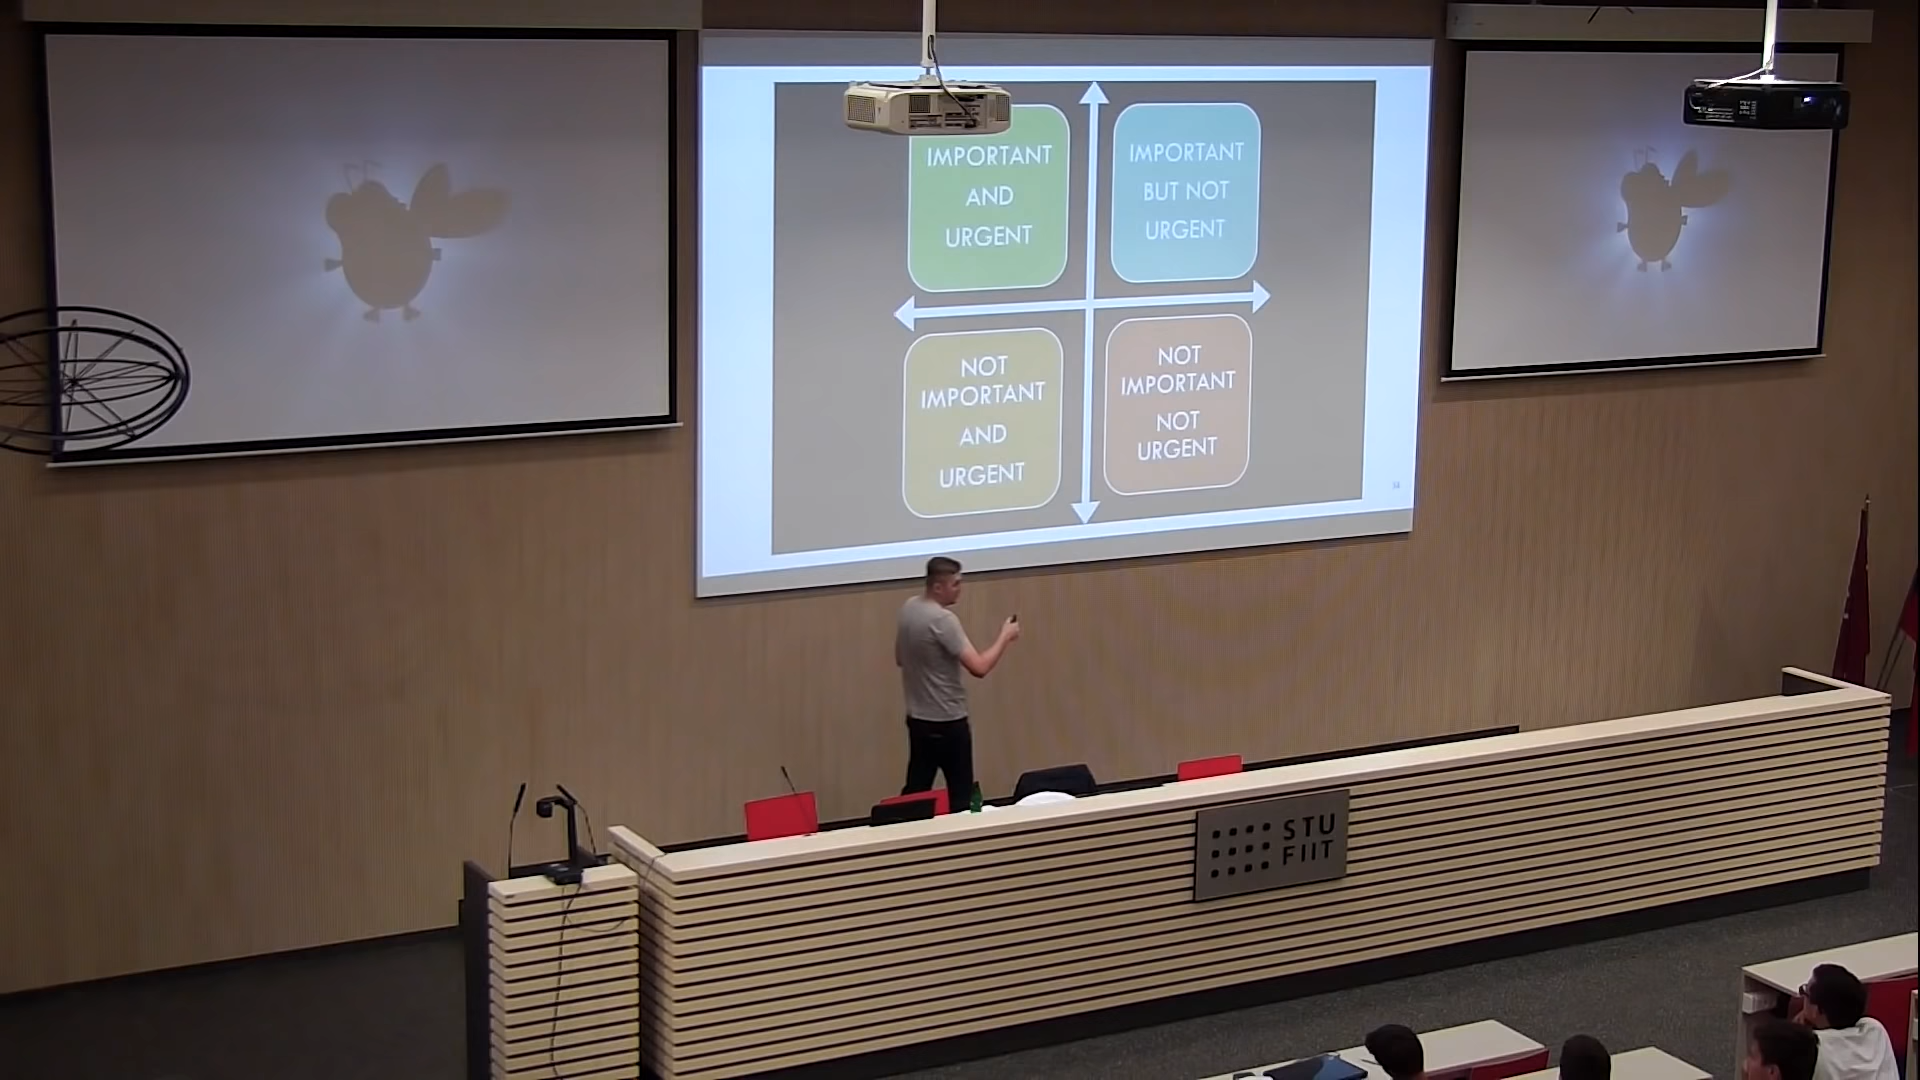 IMPORTANT
AND
URGENT
IMPORTANT
BUT NOT
URGENT
NOT
IMPORTANT
AND
URGENT
NOT
IMPORTANT
NOT
URGENT
STU
FIIT